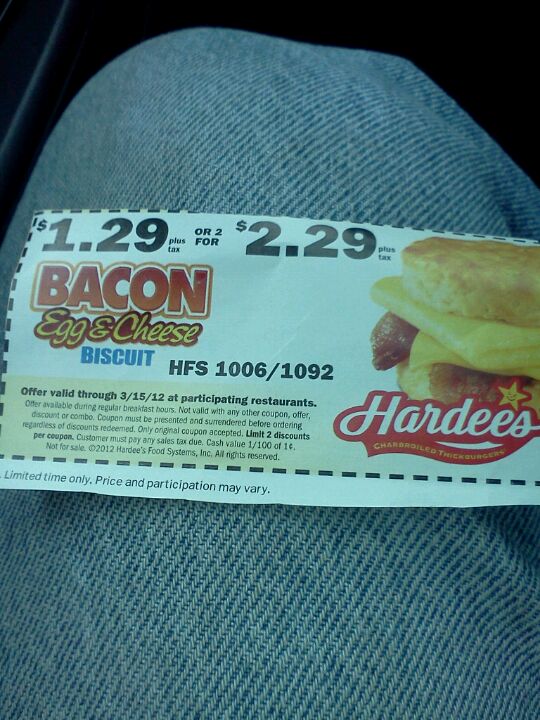 $1.29 plus tax OR 2 FOR $2.29 plus tax
BACON
Egg & Cheese
BISCUIT
HFS 1006/1092
Offer valid through 3/15/12 at participating restaurants.
Offer available during regular breakfast hours. Not valid with any other coupon, offer,
discount or combo. Coupon must be presented and surrendered before ordering
regardless of discounts redeemed. Only original coupon accepted. Limit 2 discounts
per coupon. Customer must pay any sales tax due. Cash value 1/100 of 1¢.
Not for sale. ©2012 Hardee's Food Systems, Inc. All rights reserved.
Hardee's
CHARBROILED THICKBURGERS
Limited time only. Price and participation may vary.